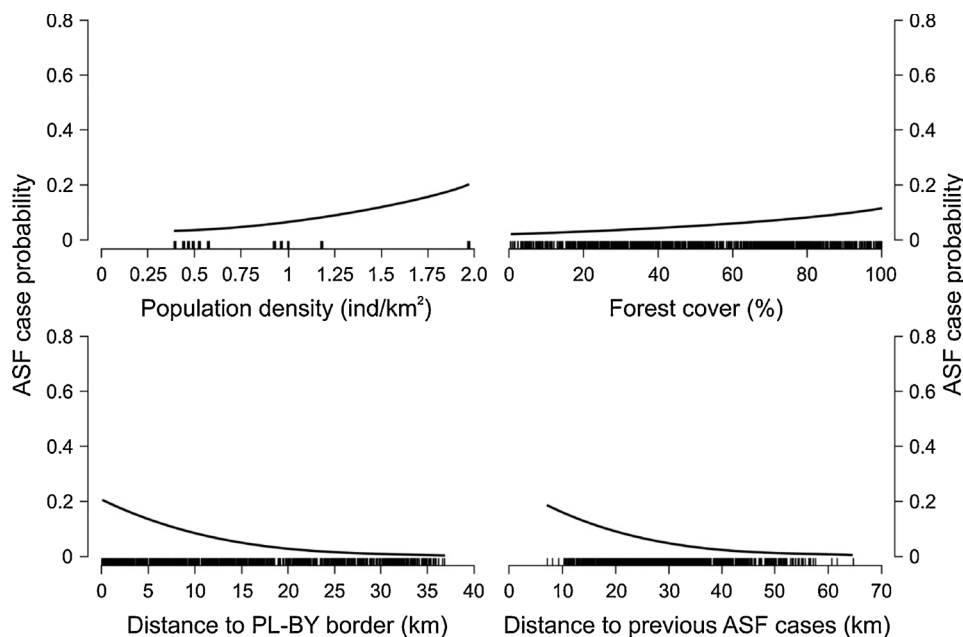 0.8
0.6
0.4
0.2
0
0 0.25 0.5 0.75 1 1.25 1.5 1.75 2.0
Population density (ind/km²)
0.8
0.6
0.4
0.2
0
0 20 40 60 80 100
Forest cover (%)
ASF case probability
ASF case probability
0.8
0.6
0.4
0.2
0
0 5 10 15 20 25 30 35 40
Distance to PL-BY border (km)
0.8
0.6
0.4
0.2
0
0 10 20 30 40 50 60 70
Distance to previous ASF cases (km)